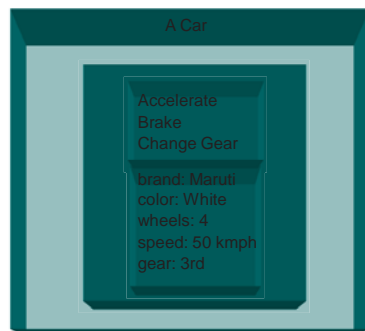 A Car
Accelerate
Brake
Change Gear
brand: Maruti
color: White
wheels: 4
speed: 50 kmph
gear: 3rd